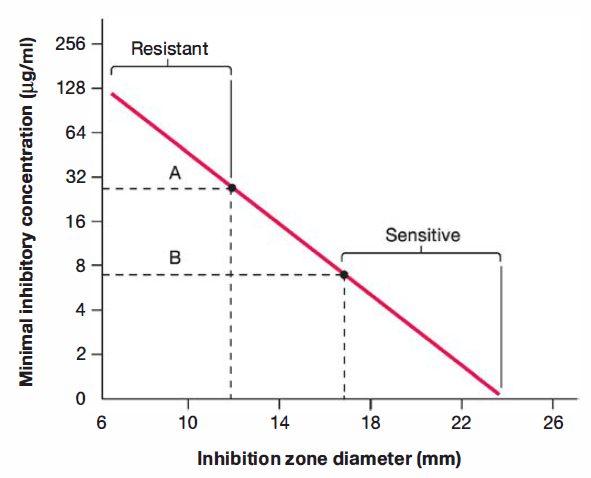 Minimal inhibitory concentration (µg/ml)
256
128
64
32
16
8
4
2
0
Resistant
A
B
Sensitive
6
10
14
18
22
26
Inhibition zone diameter (mm)